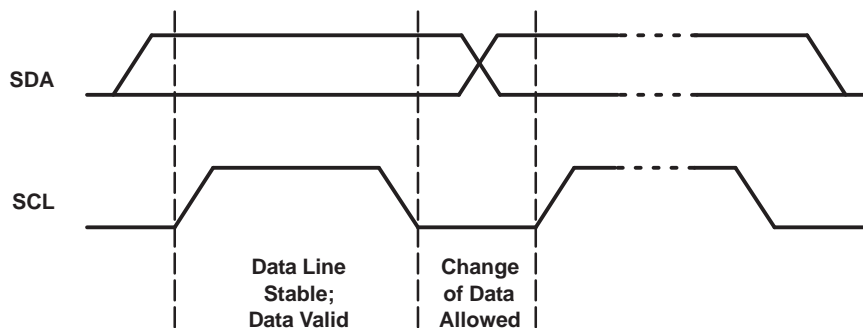 SDA
SCL
Data Line
Stable;
Data Valid
Change
of Data
Allowed